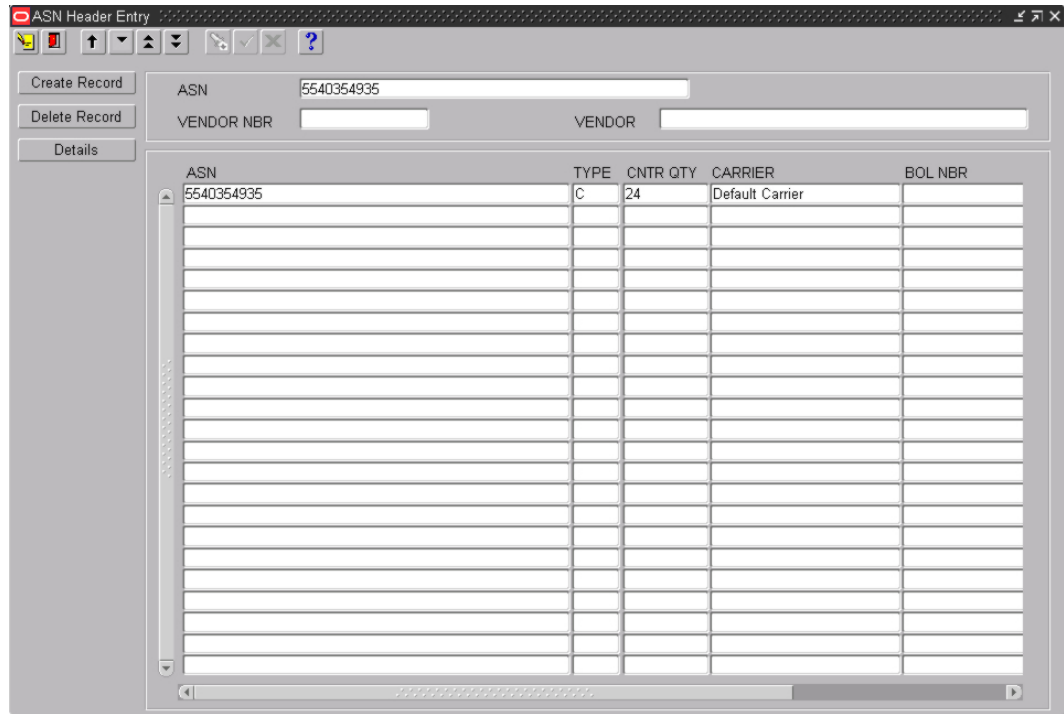 ASN Header Entry
?
Create Record
Delete Record
Details
ASN 5540354935
VENDOR NBR VENDOR
ASN TYPE CNTR QTY CARRIER BOL NBR
5540354935 C 24 Default Carrier